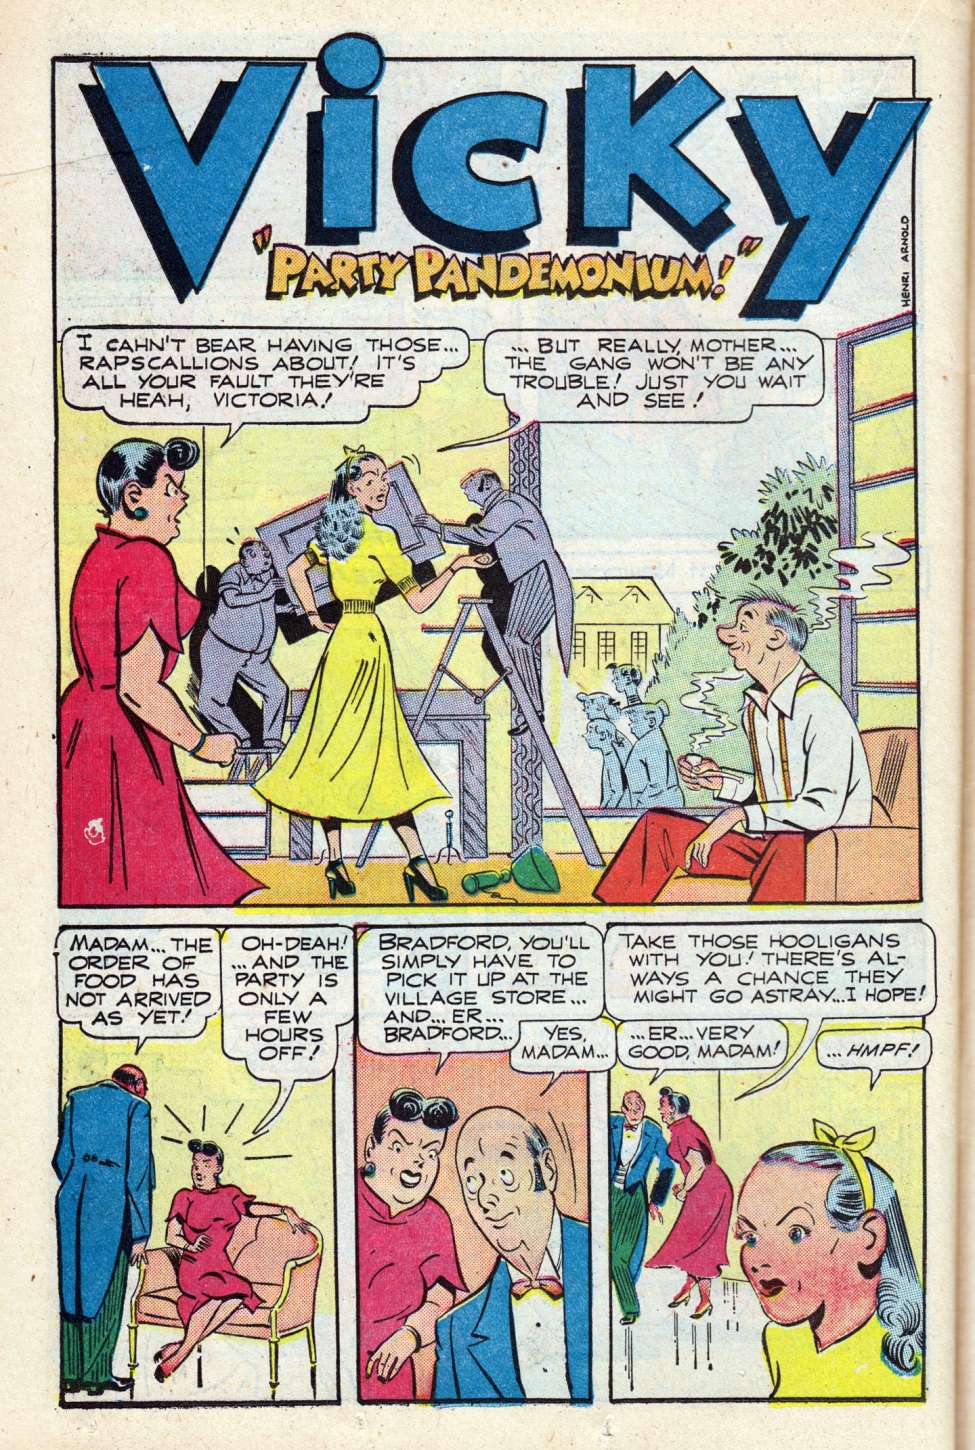 Vicky
"PARTY PANDEMONIUM!"
HENRI ARNOLD
I CAHN'T BEAR HAVING THOSE...
RAPSCALLIONS ABOUT! IT'S
ALL YOUR FAULT THEY'RE
HEAH, VICTORIA!
... BUT REALLY, MOTHER...
THE GANG WON'T BE ANY
TROUBLE! JUST YOU WAIT
AND SEE!
MADAM... THE
ORDER OF
FOOD HAS
NOT ARRIVED
AS YET!
OH-DEAH!
...AND THE
PARTY IS
ONLY A
FEW
HOURS
OFF!
BRADFORD, YOU'LL
SIMPLY HAVE TO
PICK IT UP AT THE
VILLAGE STORE...
AND... ER...
BRADFORD...
YES,
MADAM...
TAKE THOSE HOOLIGANS
WITH YOU! THERE'S AL-
WAYS A CHANCE THEY
MIGHT GO ASTRAY...I HOPE!
...ER...VERY
GOOD, MADAM!
...HMPF!